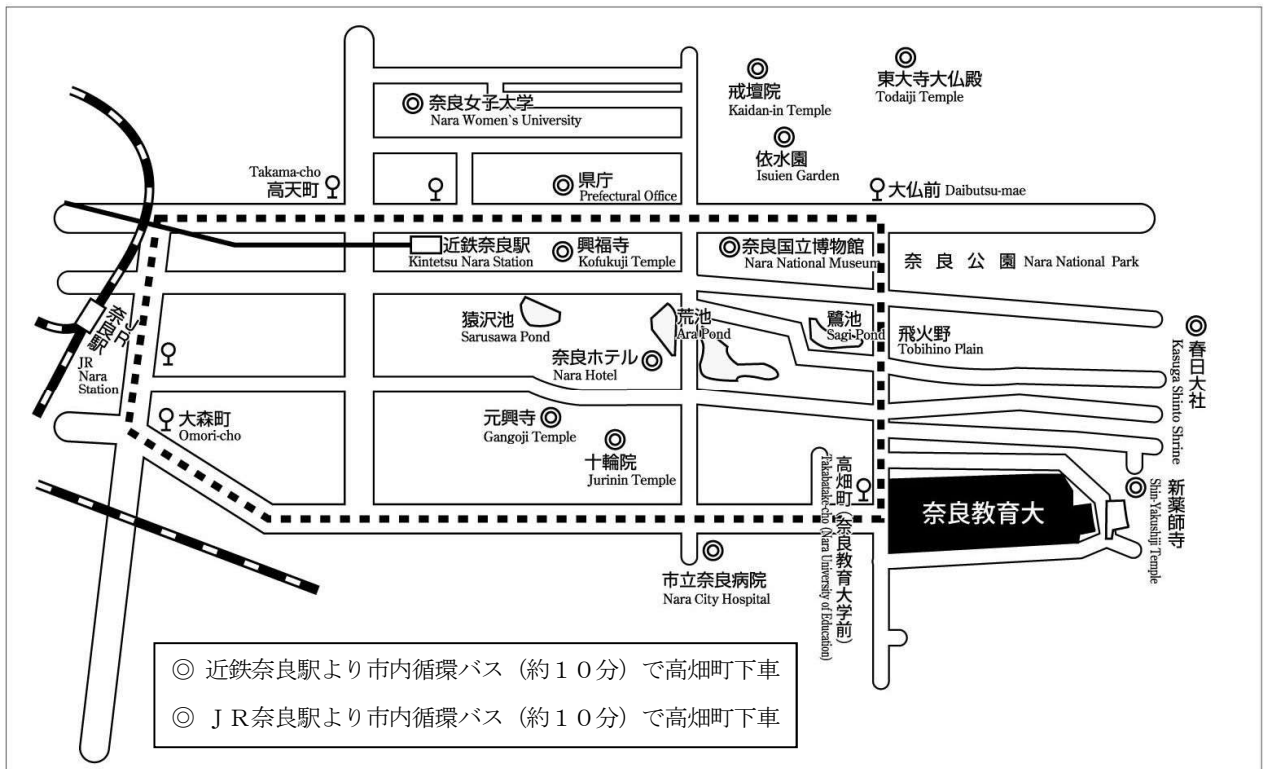 戒壇院
Kaidan-in Temple
東大寺大仏殿
Todaiji Temple
奈良女子大学
Nara Women`s University
依水園
Isuien Garden
Takama-cho
高天町
県庁
Prefectural Office
大仏前 Daibutsu-mae
近鉄奈良駅
Kintetsu Nara Station
興福寺
Kofukuji Temple
奈良国立博物館
Nara National Museum
奈良公園 Nara National Park
JR奈良駅
JR
Nara
Station
猿沢池
Sarusawa Pond
荒池
Ara Pond
鷺池
Sagi Pond
飛火野
Tobihino Plain
春日大社
Kasuga Shinto Shrine
奈良ホテル
Nara Hotel
大森町
Omori-cho
元興寺
Gangoji Temple
十輪院
Jurinin Temple
高畑町(奈良教育大学前)
Takabatake-cho (Nara University of Education)
奈良教育大
新薬師寺
Shin-Yakushiji Temple
市立奈良病院
Nara City Hospital
◎ 近鉄奈良駅より市内循環バス（約１０分）で高畑町下車
◎ ＪＲ奈良駅より市内循環バス（約１０分）で高畑町下車